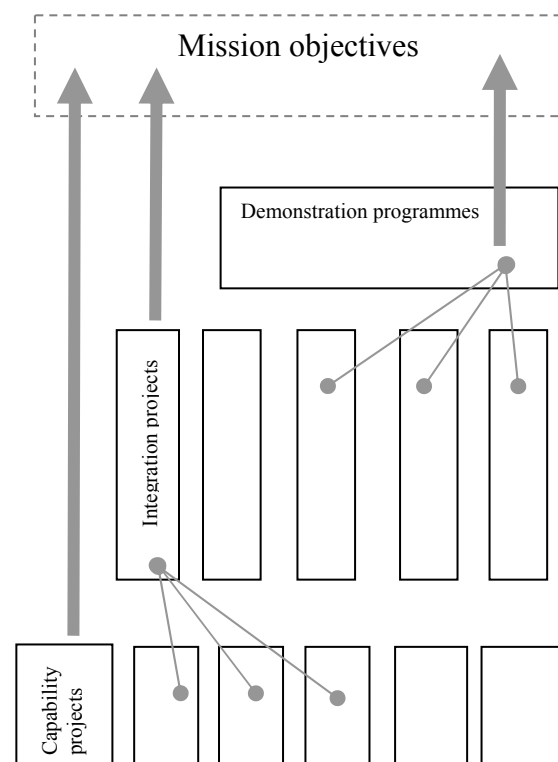 Mission objectives
Demonstration programmes
Integration projects
Capability
projects